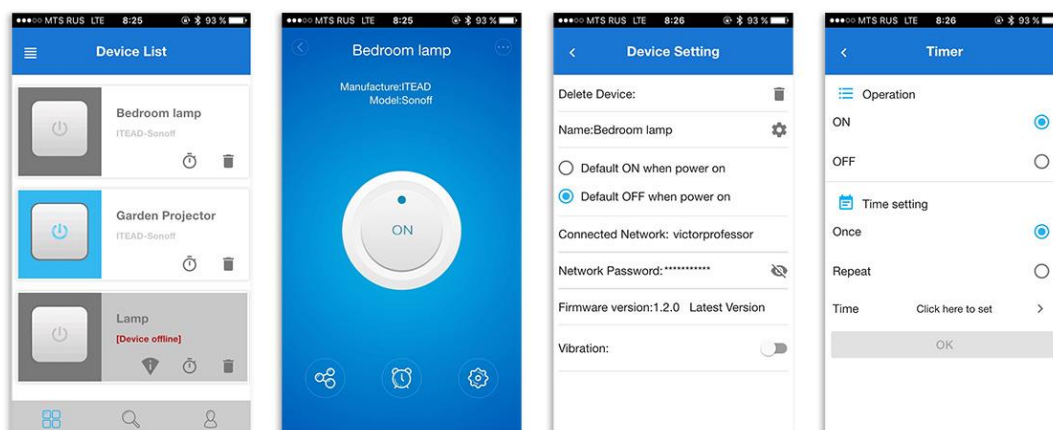 MTS RUS LTE 8:25 93 %
Device List
Bedroom lamp
ITEAD-Sonoff
Garden Projector
ITEAD-Sonoff
Lamp
[Device offline]
MTS RUS LTE 8:25 93 %
Bedroom lamp
Manufacture:ITEAD
Model:Sonoff
ON
MTS RUS LTE 8:26 93 %
Device Setting
Delete Device:
Name:Bedroom lamp
Default ON when power on
Default OFF when power on
Connected Network: victorprofessor
Network Password: ***********
Firmware version:1.2.0 Latest Version
Vibration:
MTS RUS LTE 8:26 93 %
Timer
Operation
ON
OFF
Time setting
Once
Repeat
Time Click here to set
OK